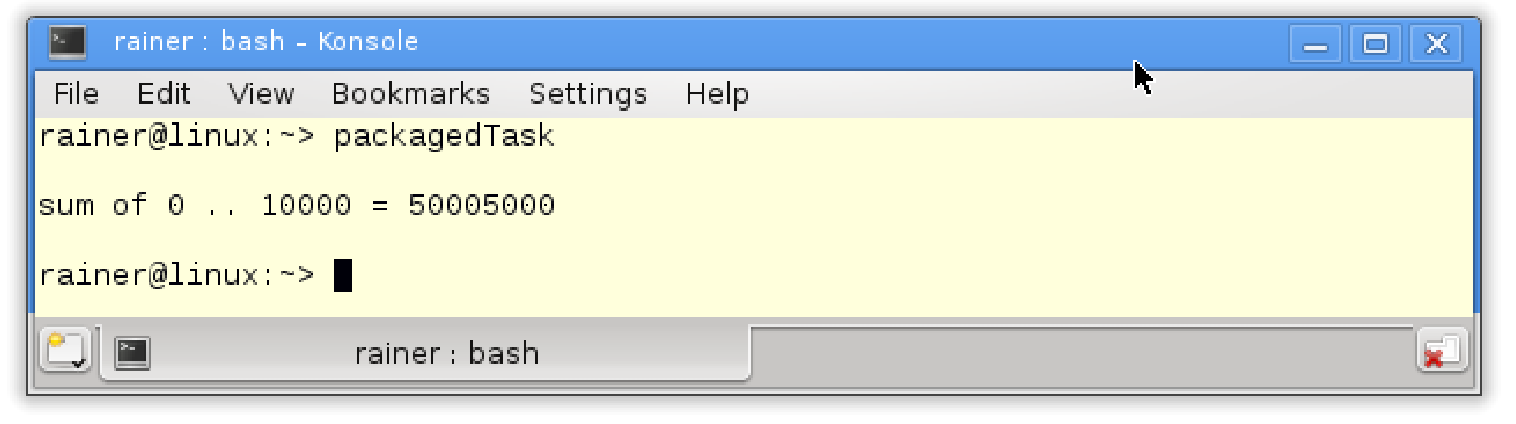 rainer : bash – Konsole
File Edit View Bookmarks Settings Help
rainer@linux:~> packagedTask
sum of 0 .. 10000 = 50005000
rainer@linux:~>
rainer : bash